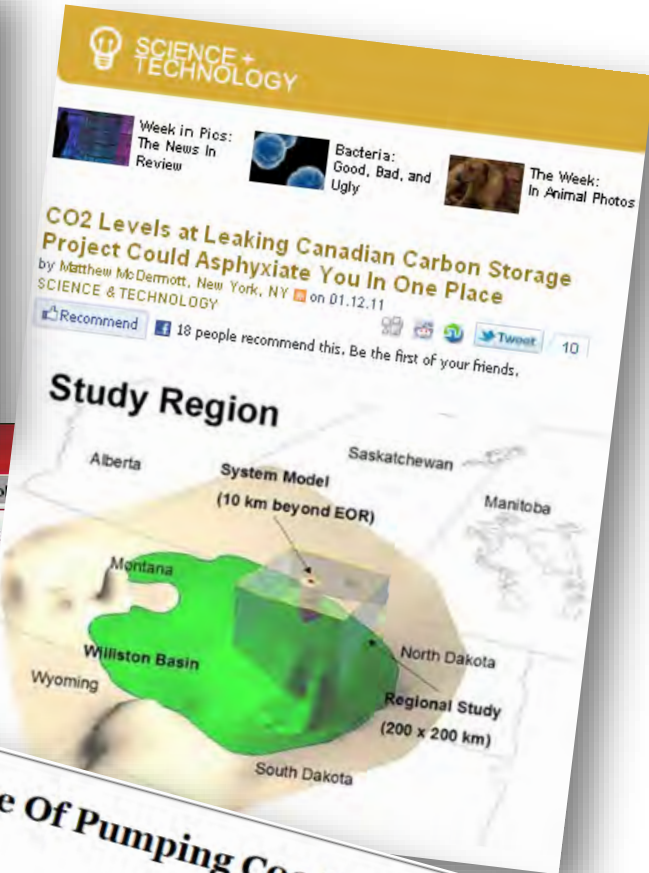 SCIENCE +
TECHNOLOGY
Week in Pics:
The News In
Review
Bacteria:
Good, Bad, and
Ugly
The Week:
In Animal Photos
CO2 Levels at Leaking Canadian Carbon Storage
Project Could Asphyxiate You In One Place
by Matthew McDermott, New York, NY on 01.12.11
SCIENCE & TECHNOLOGY
Tweet 10
Recommend 18 people recommend this. Be the first of your friends.
Study Region
Alberta
Saskatchewan
System Model
(10 km beyond EOR)
Manitoba
Montana
Williston Basin
North Dakota
Wyoming
Regional Study
(200 x 200 km)
South Dakota
Of Pumping